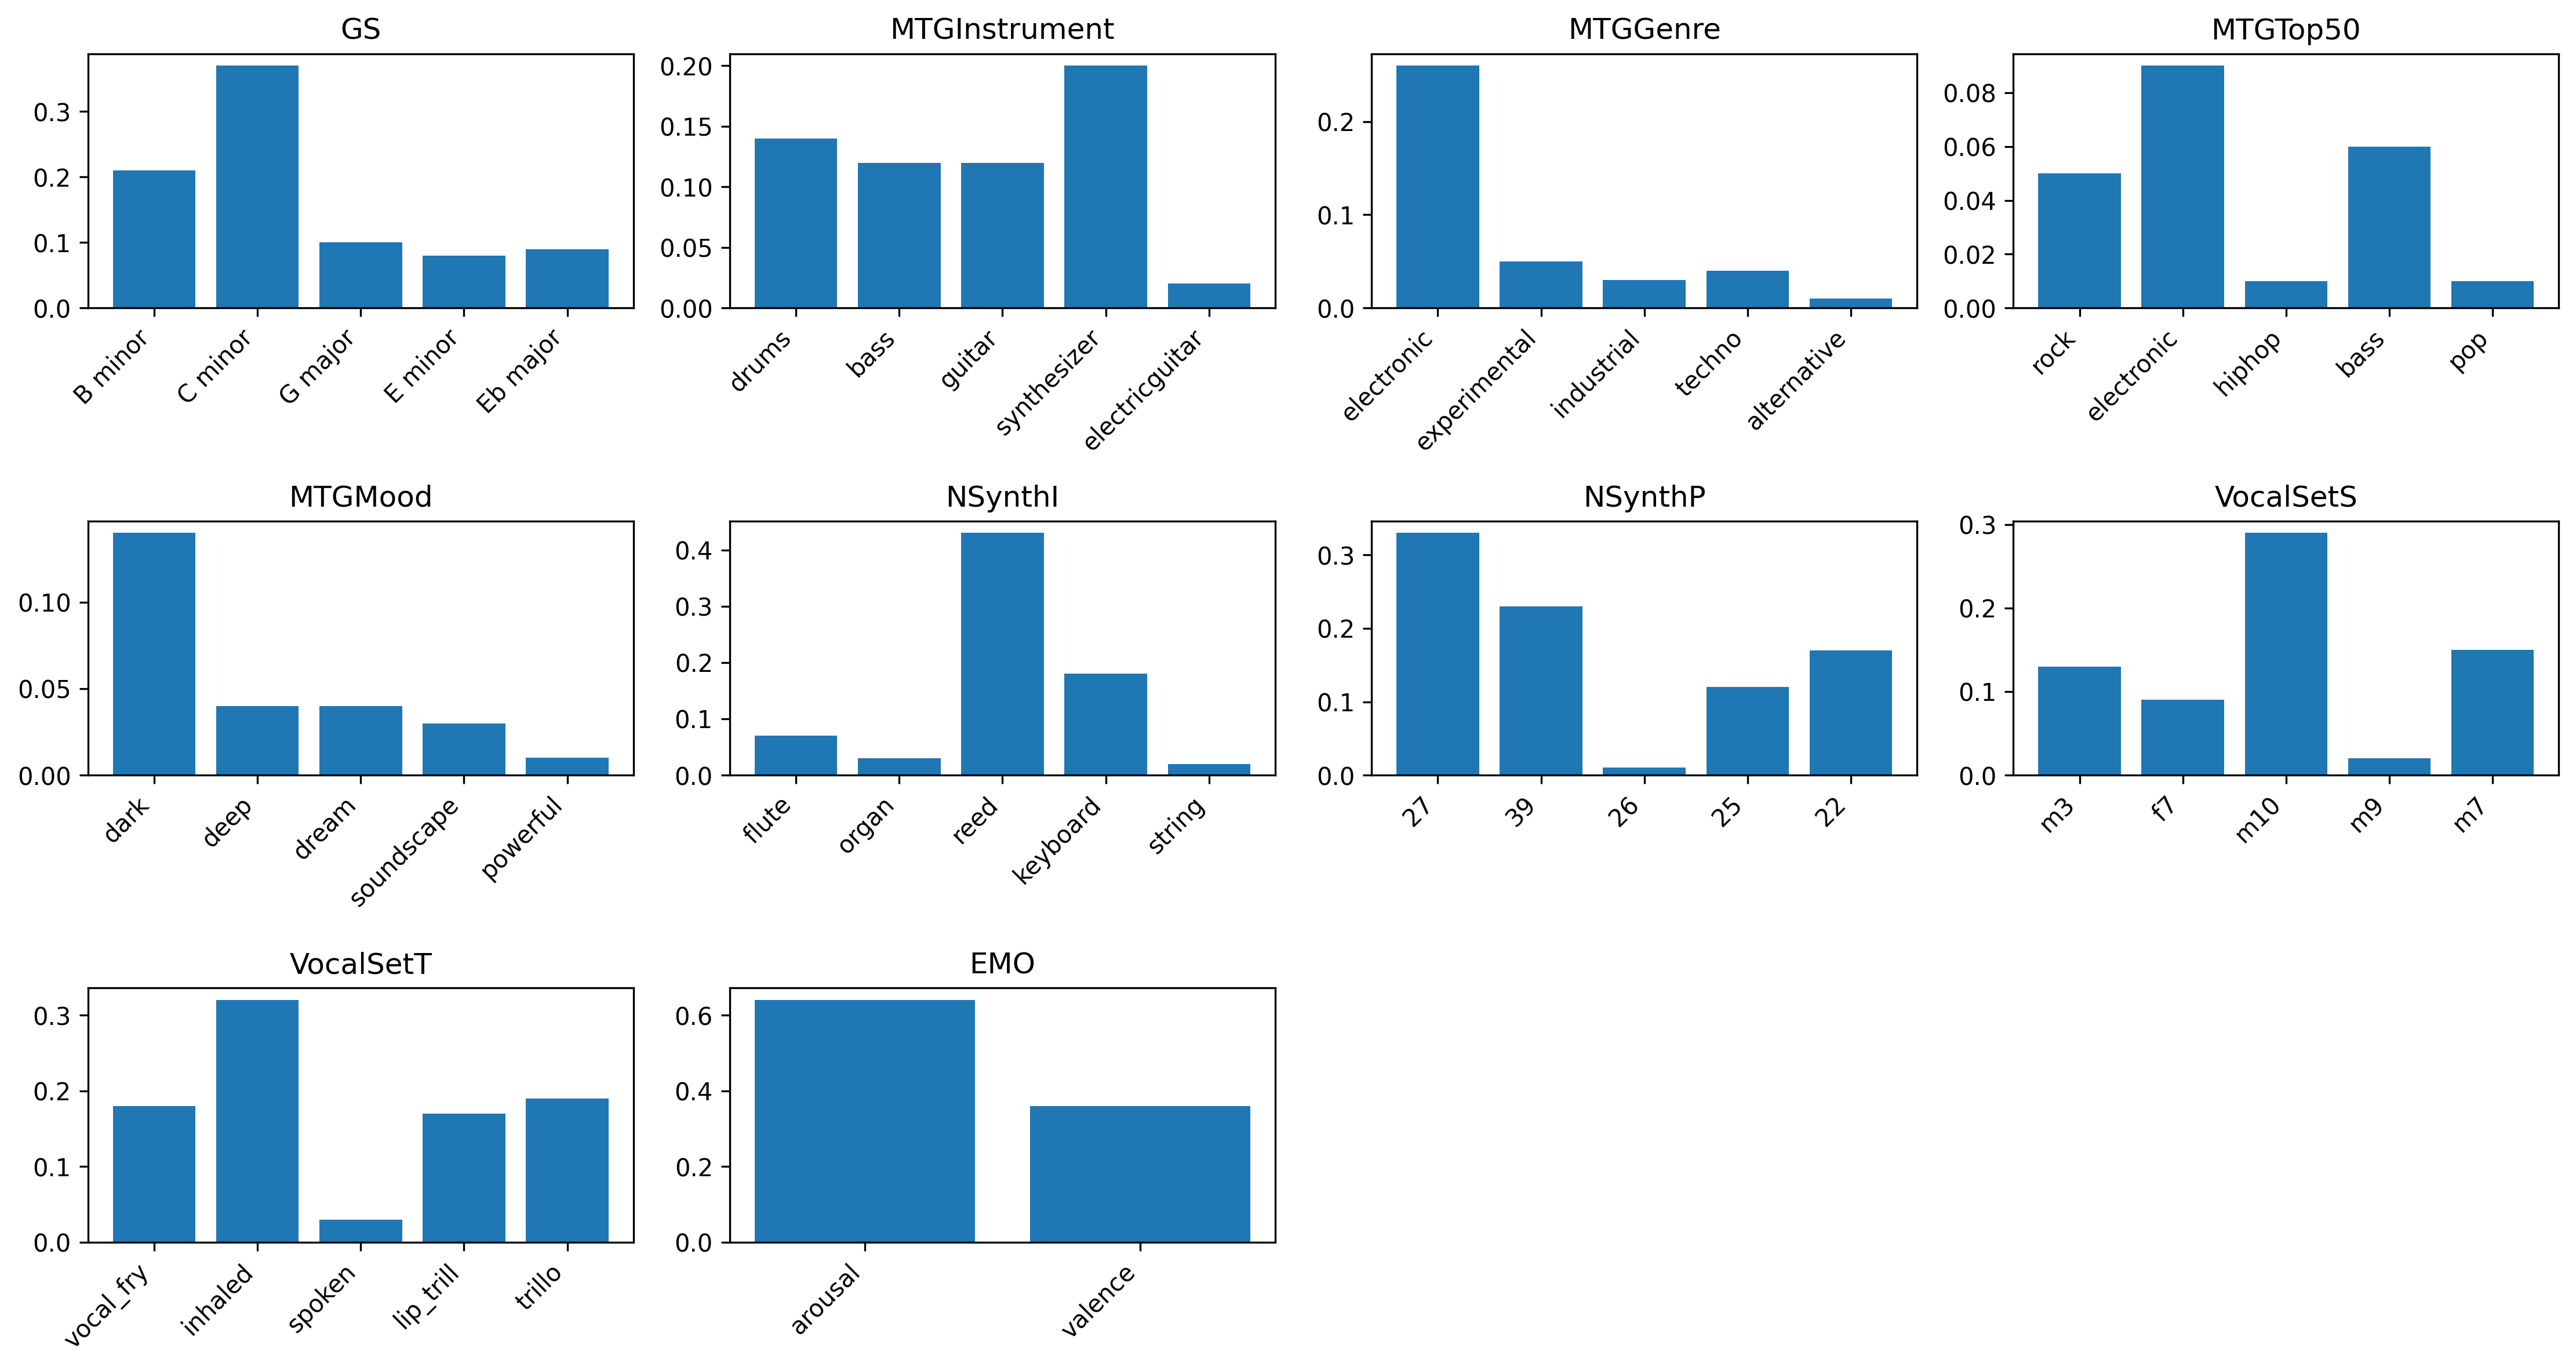 GS
0.3
0.2
0.1
0.0
B minor
C minor
G major
E minor
Eb major
MTGInstrument
0.20
0.15
0.10
0.05
0.00
drums
bass
guitar
synthesizer
electricguitar
MTGGenre
0.2
0.1
0.0
electronic
experimental
industrial
techno
alternative
MTGTop50
0.08
0.06
0.04
0.02
0.00
rock
electronic
hiphop
bass
pop
MTGMood
0.10
0.05
0.00
dark
deep
dream
soundscape
powerful
NSynthI
0.4
0.3
0.2
0.1
0.0
flute
organ
reed
keyboard
string
NSynthP
0.3
0.2
0.1
0.0
27
39
26
25
22
VocalSetS
0.3
0.2
0.1
0.0
m3
f7
m10
m9
m7
VocalSetT
0.3
0.2
0.1
0.0
vocal_fry
inhaled
spoken
lip_trill
trillo
EMO
0.6
0.4
0.2
0.0
arousal
valence